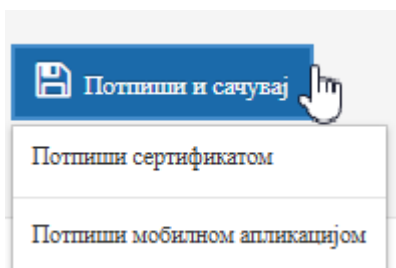 Потпиши и сачувај
Потпиши сертификатом
Потпиши мобилном апликацијом